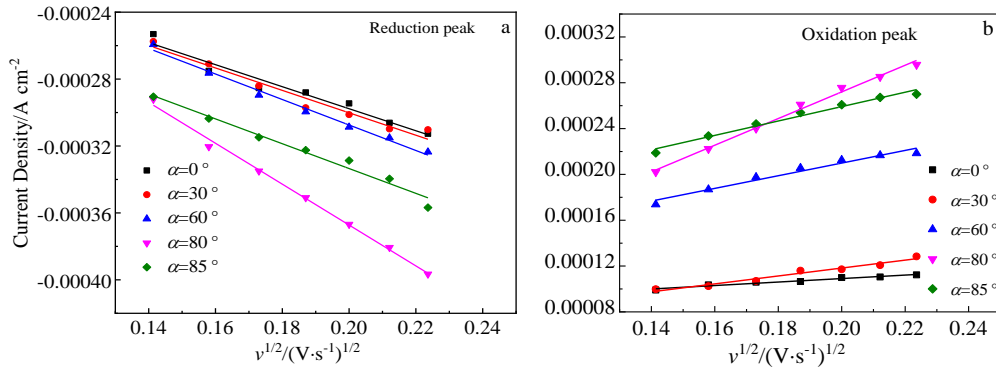 Reduction peak a
-0.00024
-0.00028
-0.00032
-0.00036
-0.00040
Current Density/A cm-2
α=0°
α=30°
α=60°
α=80°
α=85°
0.14 0.16 0.18 0.20 0.22 0.24
v1/2/(V·s-1)1/2
Oxidation peak b
0.00032
0.00028
0.00024
0.00020
0.00016
0.00012
0.00008
α=0°
α=30°
α=60°
α=80°
α=85°
0.14 0.16 0.18 0.20 0.22 0.24
v1/2/(V·s-1)1/2